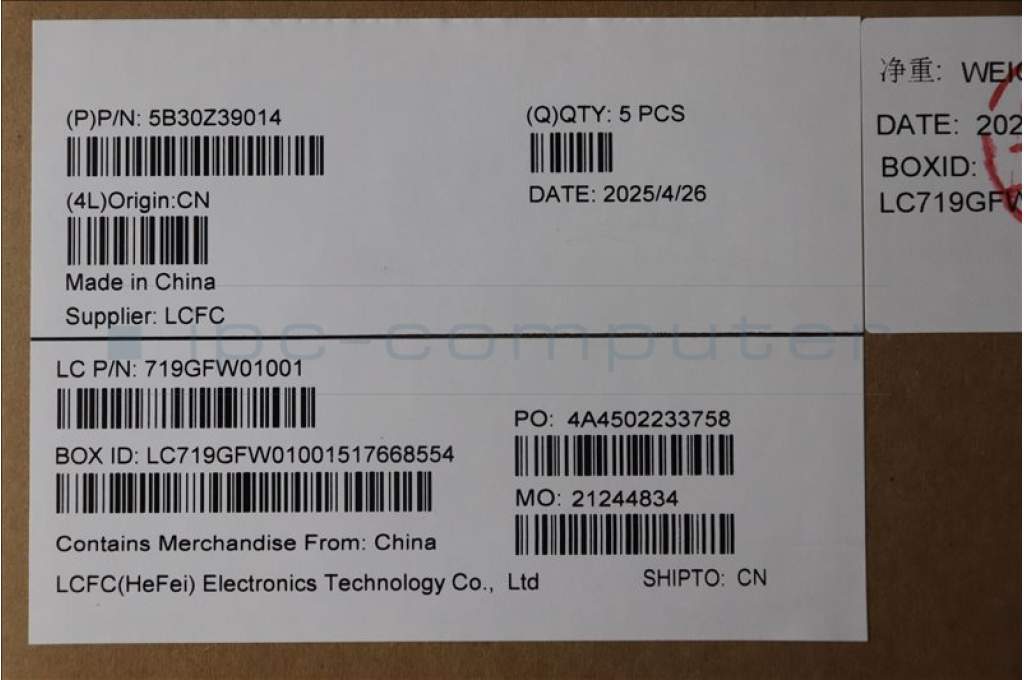 (P)P/N: 5B30Z39014
(Q)QTY: 5 PCS
(4L)Origin:CN
DATE: 2025/4/26
Made in China
Supplier: LCFC
净重:
DATE:
BOXID:
ipc-computer
LC P/N: 719GFW01001
PO: 4A4502233758
BOX ID: LC719GFW01001517668554
MO: 21244834
Contains Merchandise From: China
LCFC(HeFei) Electronics Technology Co., Ltd
SHIPTO: CN